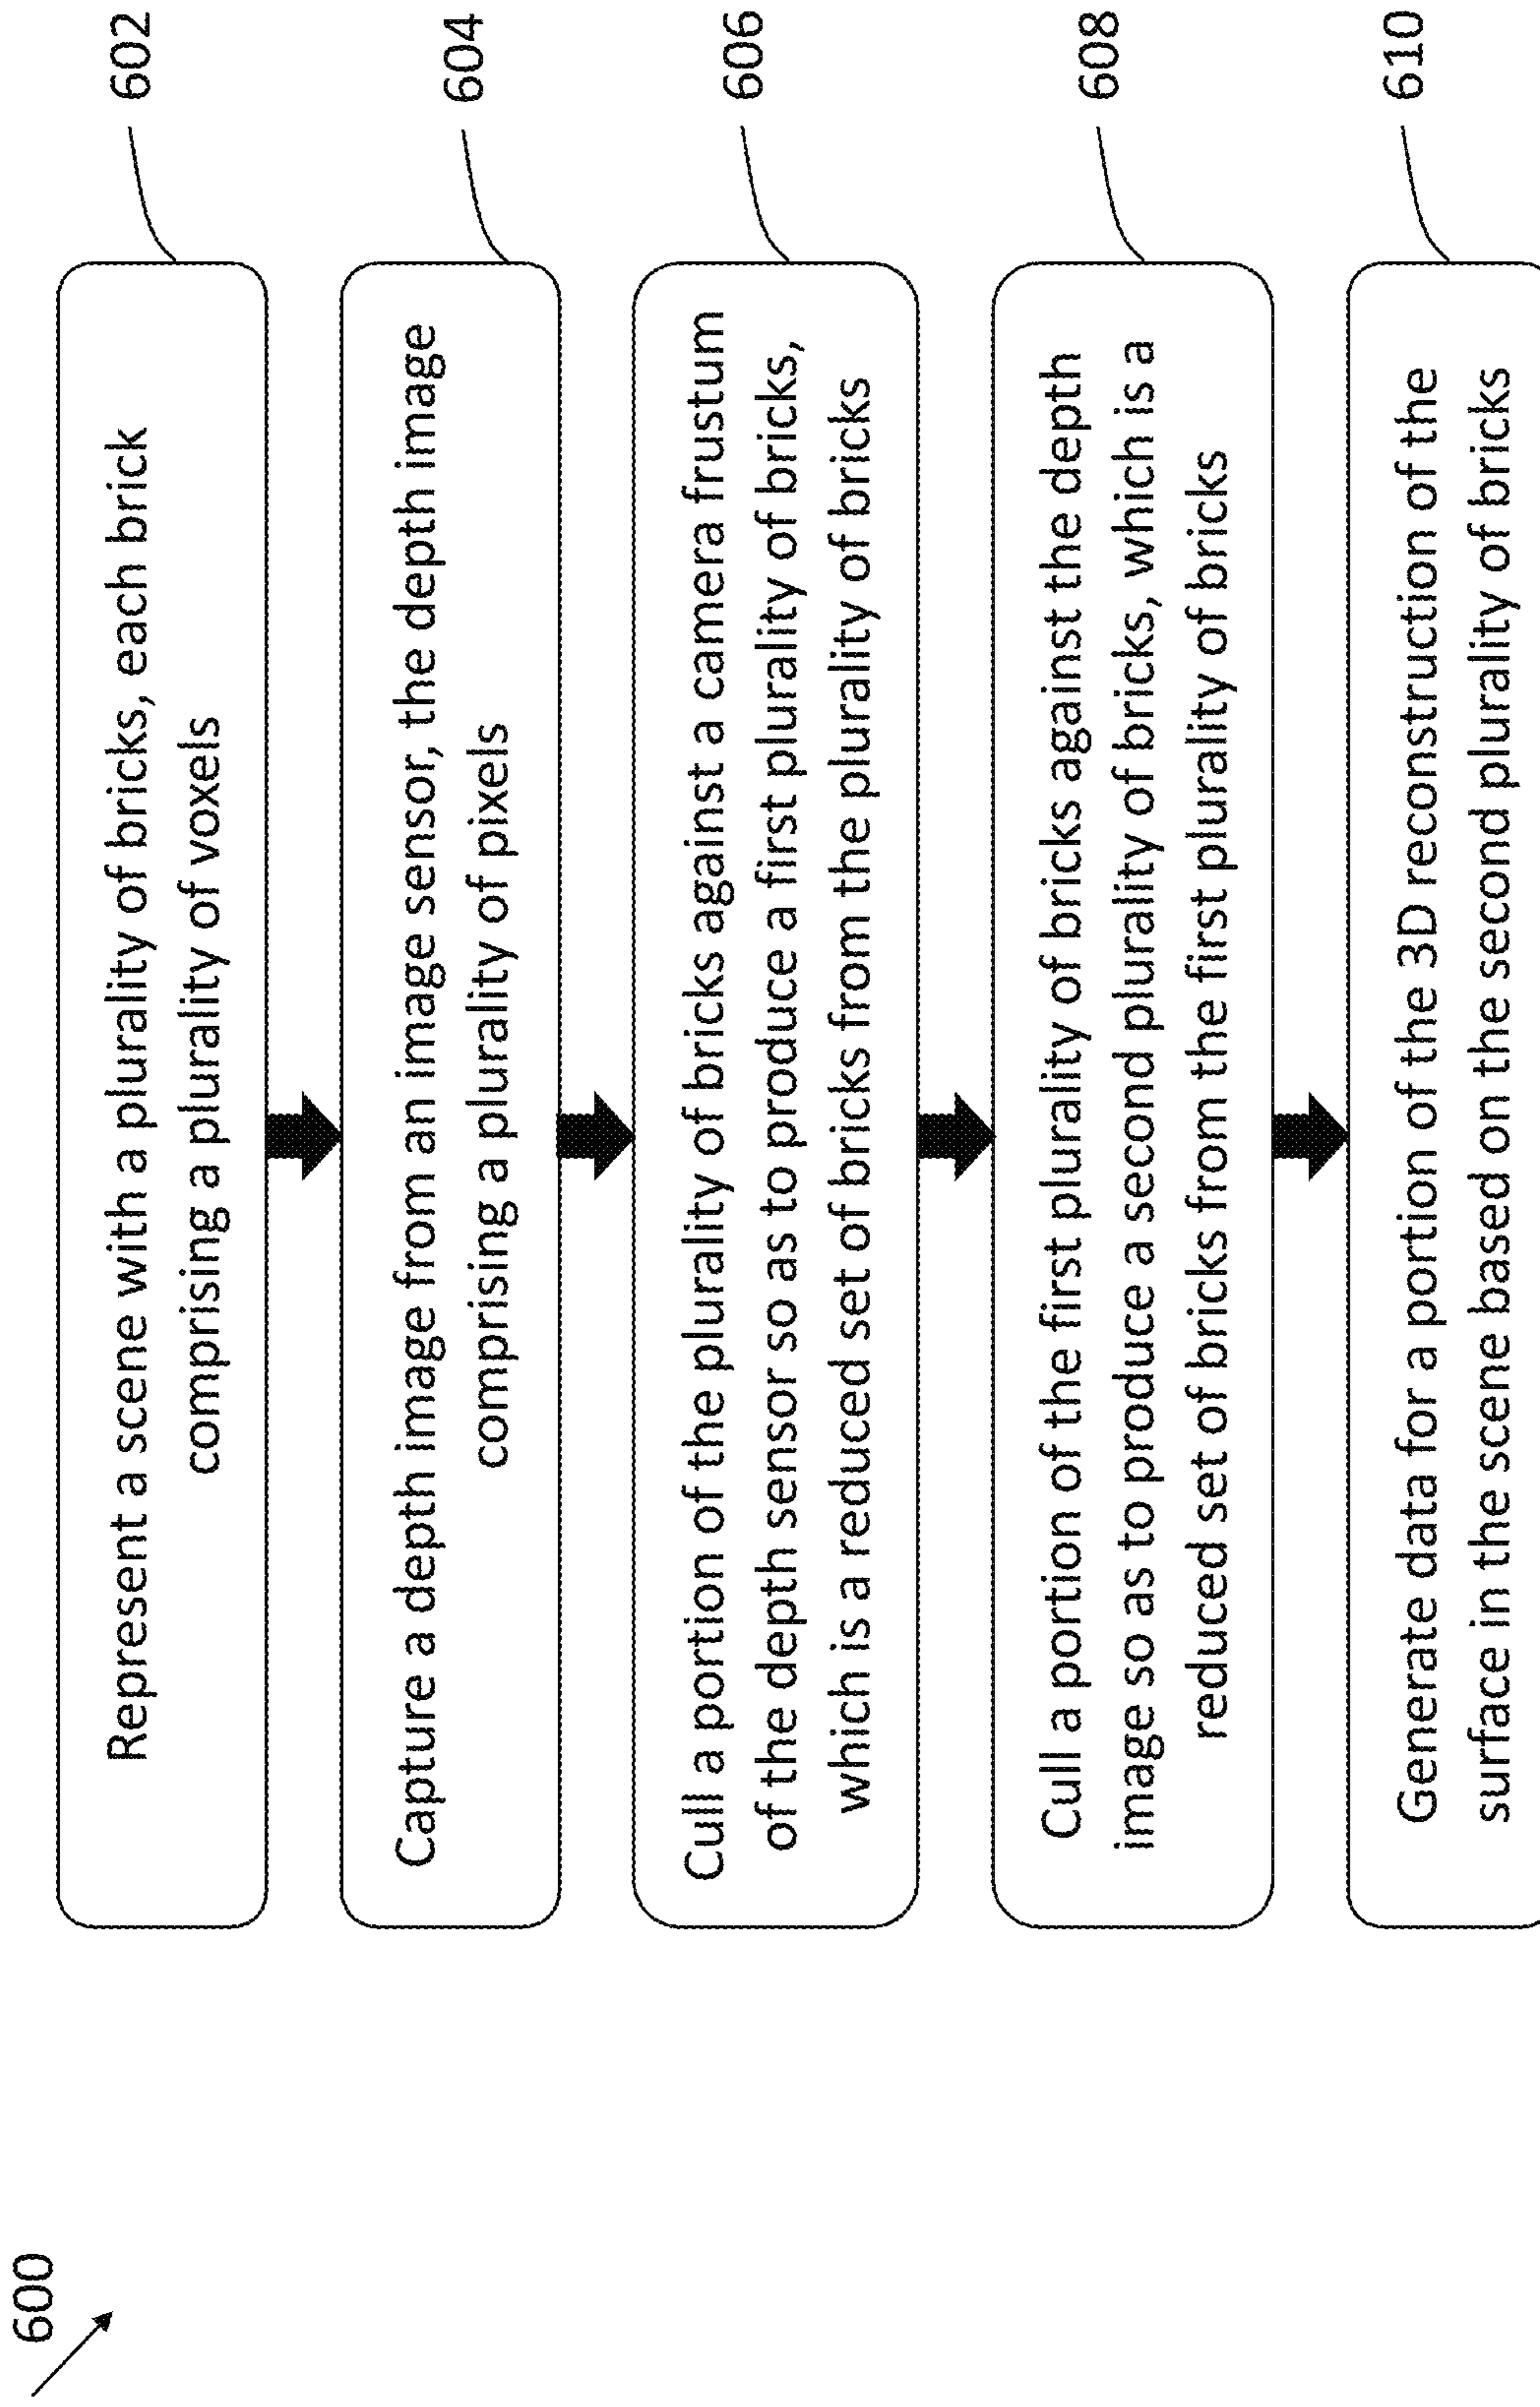 600
Represent a scene with a plurality of bricks, each brick
comprising a plurality of voxels
602
Capture a depth image from an image sensor, the depth image
comprising a plurality of pixels
604
Cull a portion of the plurality of bricks against a camera frustum
of the depth sensor so as to produce a first plurality of bricks,
which is a reduced set of bricks from the plurality of bricks
606
Cull a portion of the first plurality of bricks against the depth
image so as to produce a second plurality of bricks, which is a
reduced set of bricks from the first plurality of bricks
608
Generate data for a portion of the 3D reconstruction of the
surface in the scene based on the second plurality of bricks
610